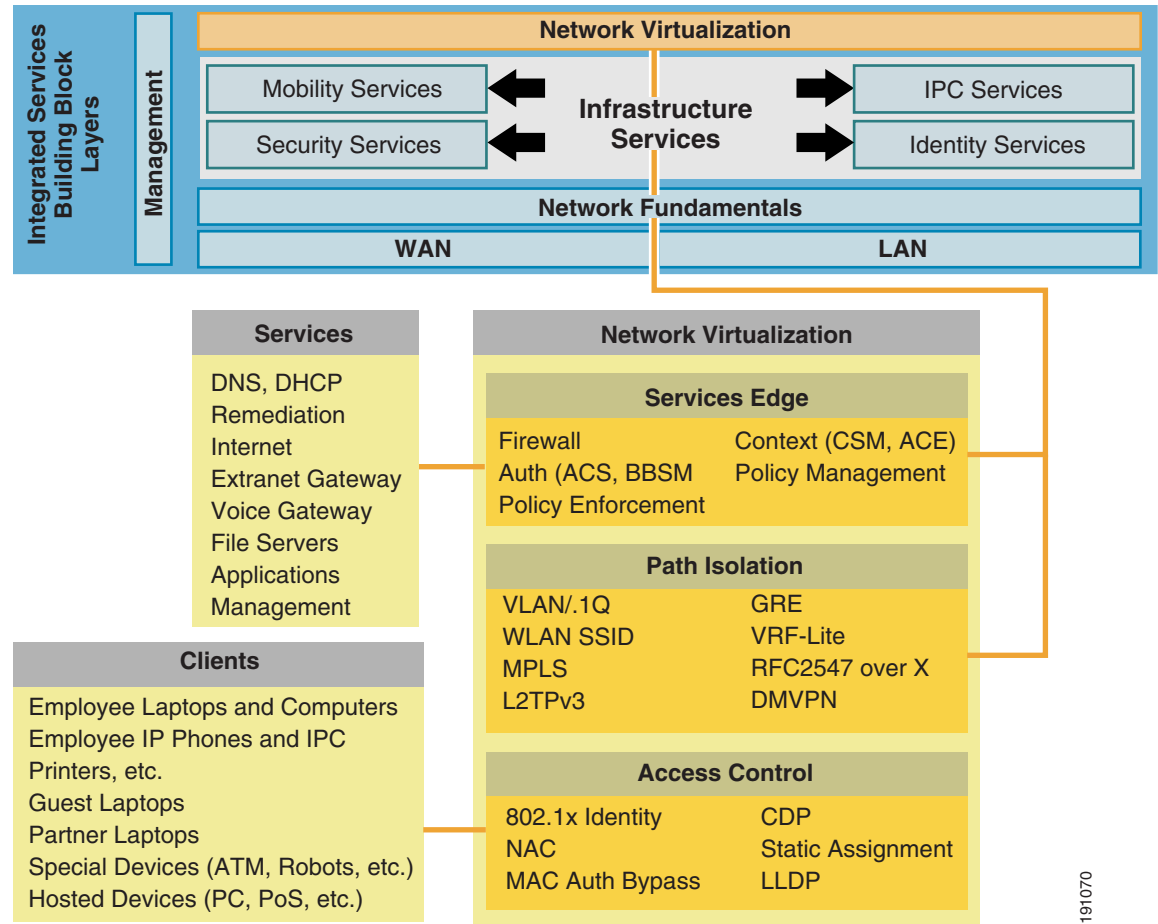 Integrated Services
Building Block
Layers
Management
Network Virtualization
Mobility Services
Security Services
Infrastructure
Services
IPC Services
Identity Services
Network Fundamentals
WAN
LAN
Services
DNS, DHCP
Remediation
Internet
Extranet Gateway
Voice Gateway
File Servers
Applications
Management
Clients
Employee Laptops and Computers
Employee IP Phones and IPC
Printers, etc.
Guest Laptops
Partner Laptops
Special Devices (ATM, Robots, etc.)
Hosted Devices (PC, PoS, etc.)
Network Virtualization
Services Edge
Firewall
Auth (ACS, BBSM
Policy Enforcement
Context (CSM, ACE)
Policy Management
Path Isolation
VLAN/.1Q
WLAN SSID
MPLS
L2TPv3
GRE
VRF-Lite
RFC2547 over X
DMVPN
Access Control
802.1x Identity
NAC
MAC Auth Bypass
CDP
Static Assignment
LLDP
191070